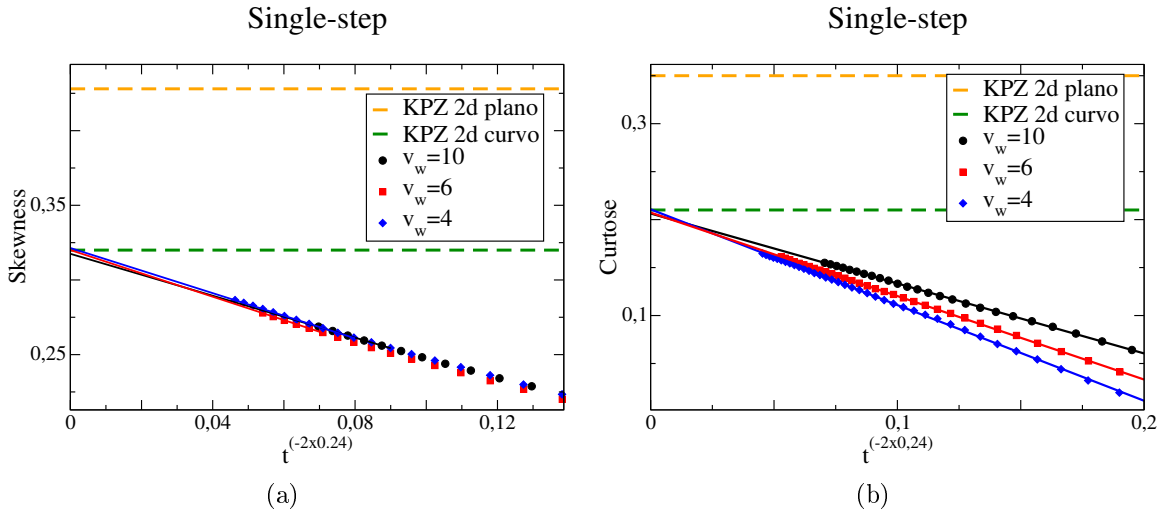 Single-step
Skewness
0,35
0,25
KPZ 2d plano
KPZ 2d curvo
v_w=10
v_w=6
v_w=4
0 0,04 0,08 0,12
t^(-2x0.24)
(a)
Single-step
Curtose
0,3
0,1
KPZ 2d plano
KPZ 2d curvo
v_w=10
v_w=6
v_w=4
0 0,1 0,2
t^(-2x0,24)
(b)